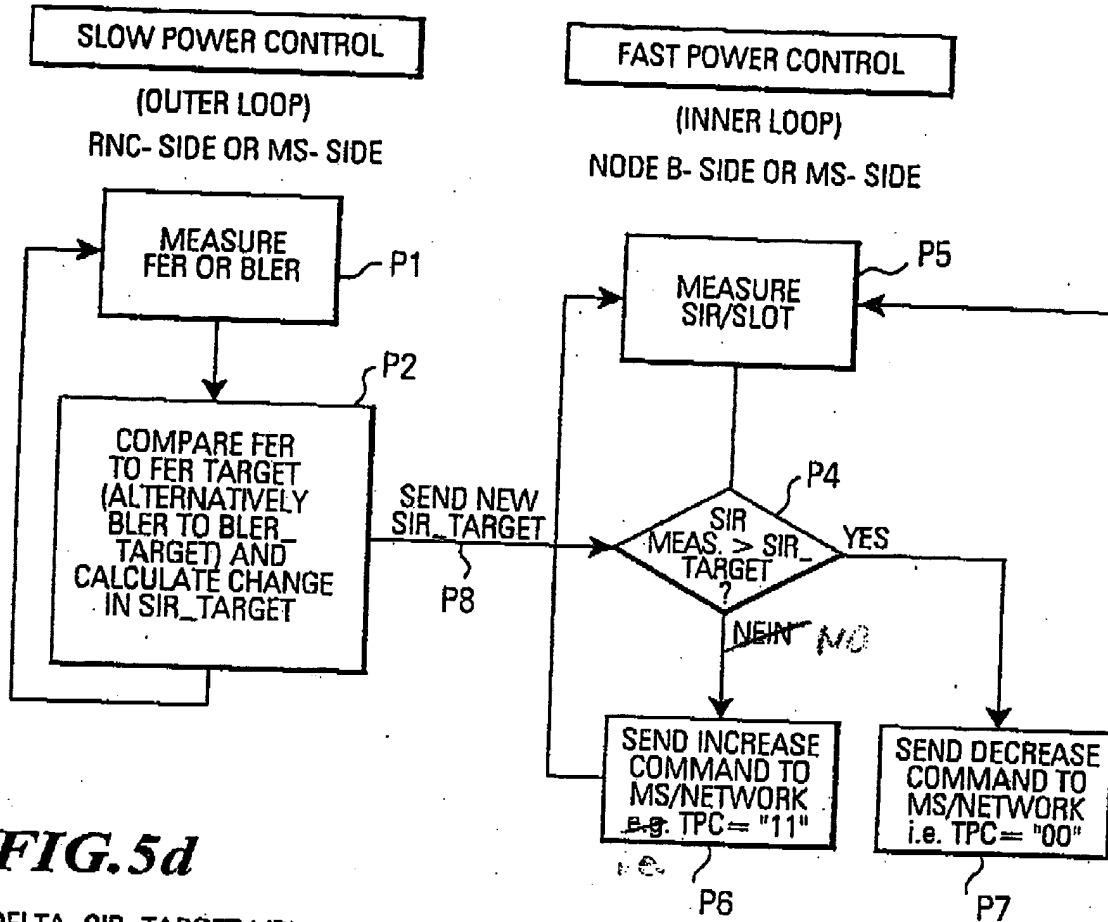 SLOW POWER CONTROL
(OUTER LOOP)
RNC- SIDE OR MS- SIDE
MEASURE
FER OR BLER
P1
P2
COMPARE FER
TO FER TARGET
(ALTERNATIVELY
BLER TO BLER_
TARGET) AND
CALCULATE CHANGE
IN SIR_TARGET
SEND NEW
SIR_TARGET
P8
FAST POWER CONTROL
(INNER LOOP)
NODE B- SIDE OR MS- SIDE
P5
MEASURE
SIR/SLOT
P4
SIR
MEAS. > SIR_
TARGET
?
YES
NEIN NO
SEND INCREASE
COMMAND TO
MS/NETWORK
e.g. TPC= "11"
i.e.
P6
SEND DECREASE
COMMAND TO
MS/NETWORK
i.e. TPC= "00"
P7
FIG.5d